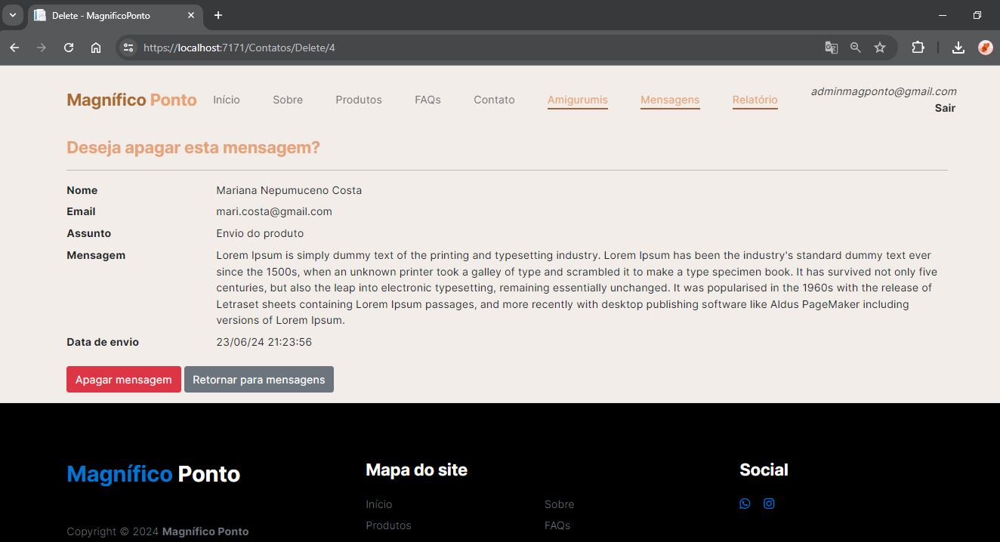 Delete - MagnificoPonto
https://localhost:7171/Contatos/Delete/4
Magnífico Ponto Início Sobre Produtos FAQs Contato Amigurumis Mensagens Relatório adminmagponto@gmail.com
Sair
Deseja apagar esta mensagem?
Nome Mariana Nepumuceno Costa
Email mari.costa@gmail.com
Assunto Envio do produto
Mensagem Lorem Ipsum is simply dummy text of the printing and typesetting industry. Lorem Ipsum has been the industry's standard dummy text ever
since the 1500s, when an unknown printer took a galley of type and scrambled it to make a type specimen book. It has survived not only five
centuries, but also the leap into electronic typesetting, remaining essentially unchanged. It was popularised in the 1960s with the release of
Letraset sheets containing Lorem Ipsum passages, and more recently with desktop publishing software like Aldus PageMaker including
versions of Lorem Ipsum.
Data de envio 23/06/24 21:23:56
Apagar mensagem Retornar para mensagens
Magnífico Ponto Mapa do site Social
Início Sobre
Produtos FAQs
Copyright © 2024 Magnífico Ponto